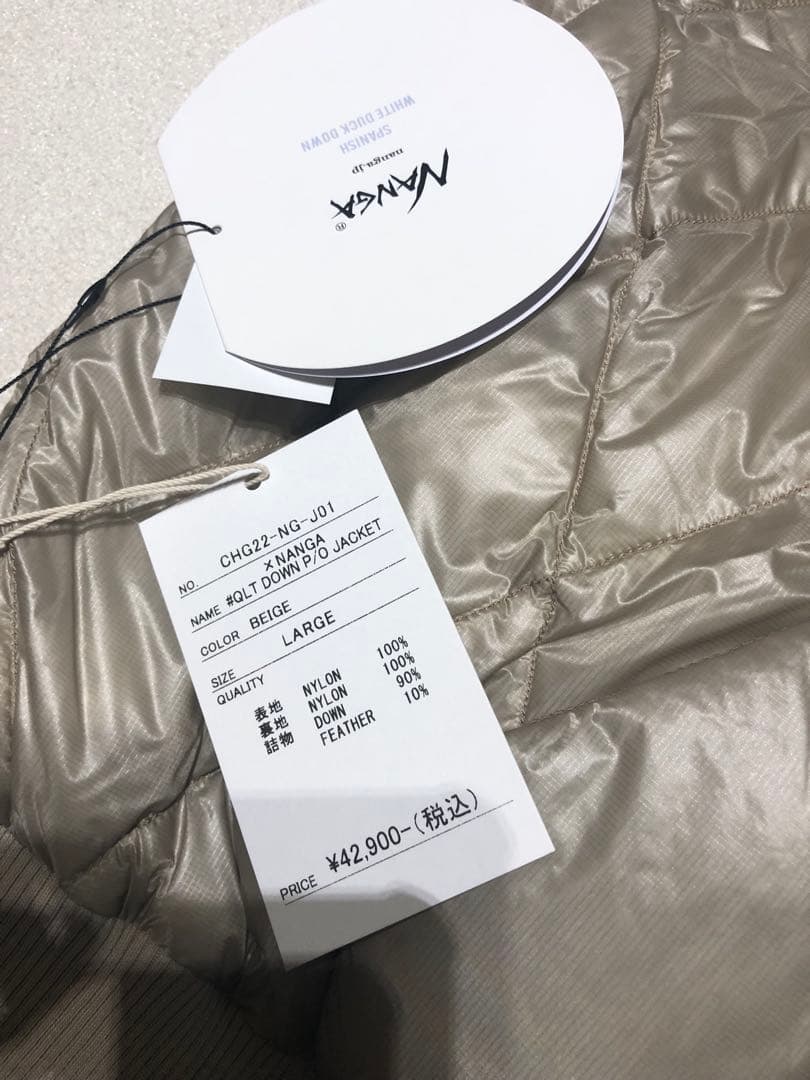 NANGA®
nanga.jp
SPANISH
WHITE DUCK DOWN
NO. CHG22-NG-J01
×NANGA
NAME #QLT DOWN P/O JACKET
COLOR BEIGE
SIZE LARGE
QUALITY
表地 NYLON 100%
裏地 NYLON 100%
詰物 DOWN 90%
FEATHER 10%
PRICE ¥42,900-(税込)